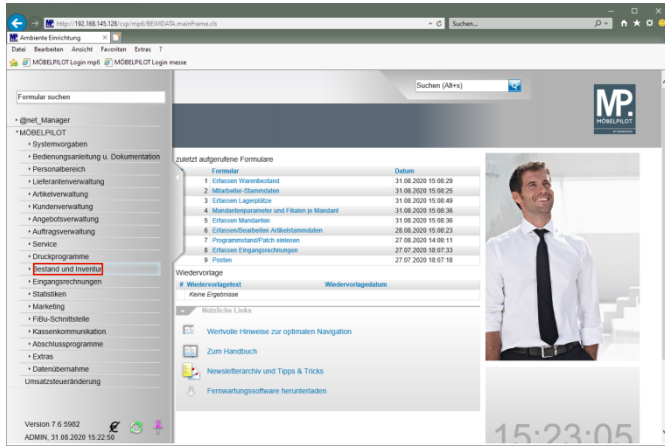 http://192.168.145.128/csp/mp6/BEWIDATA.mainFrame.cls
Suchen...
Ambiente Einrichtung
Datei Bearbeiten Ansicht Favoriten Extras ?
MÖBELPILOT Login mp6 MÖBELPILOT Login messe
Suchen (Alt+s)
Formular suchen
MP.
MÖBELPILOT
@net_Manager
MÖBELPILOT
Systemvorgaben
Bedienungsanleitung u. Dokumentation
Personalbereich
Lieferantenverwaltung
Artikelverwaltung
Kundenverwaltung
Angebotsverwaltung
Auftragsverwaltung
Service
Druckprogramme
Bestand und Inventur
Eingangsrechnungen
Statistiken
Marketing
FiBu-Schnittstelle
Kassenkommunikation
Abschlussprogramme
Extras
Datenübernahme
Umsatzsteueränderung
Version 7.6 5982
ADMIN, 31.08.2020 15:22:50
zuletzt aufgerufene Formulare
Formular Datum
1 Erfassen Warenbestand 31.08.2020 15:08:29
2 Mitarbeiter-Stammdaten 31.08.2020 15:08:25
3 Erfassen Lagerplätze 31.08.2020 15:08:49
4 Mandantenparameter und Filialen je Mandant 31.08.2020 15:08:36
5 Erfassen Mandanten 31.08.2020 15:08:36
6 Erfassen/Bearbeiten Artikelstammdaten 28.08.2020 15:08:23
7 Programmstand/Patch einlesen 27.08.2020 14:08:11
8 Erfassen Eingangsrechnungen 27.07.2020 18:07:33
9 Posten 27.07.2020 18:07:18
Wiedervorlage
# Wiedervorlagetext Wiedervorlagedatum
Keine Ergebnisse
Nützliche Links
Wertvolle Hinweise zur optimalen Navigation
Zum Handbuch
Newsletterarchiv und Tipps & Tricks
Fernwartungssoftware herunterladen
15:23:05